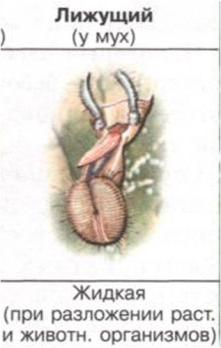 Лижущий
) (у мух)
Жидкая
(при разложении раст.
и животн. организмов)